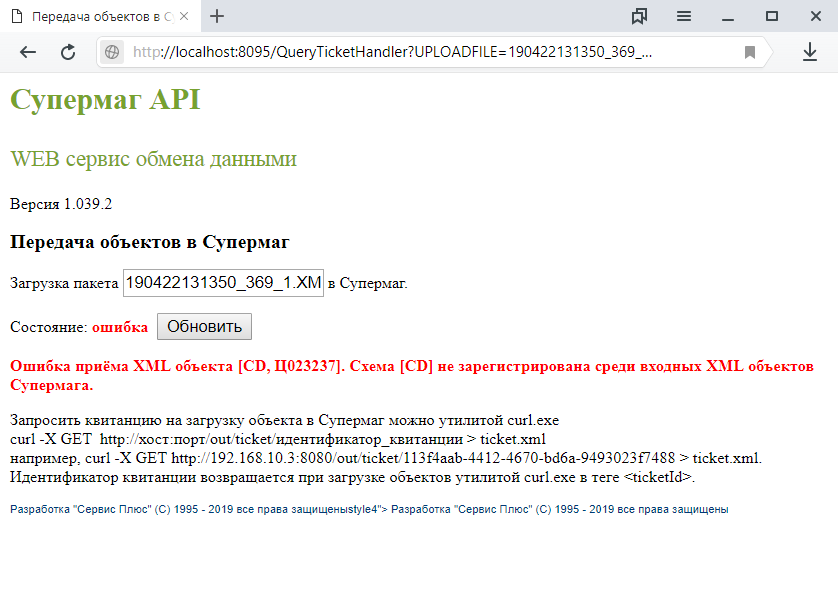 Передача объектов в С
http://localhost:8095/QueryTicketHandler?UPLOADFILE=190422131350_369_...
Супермаг API
WEB сервис обмена данными
Версия 1.039.2
Передача объектов в Супермаг
Загрузка пакета 190422131350_369_1.XM в Супермаг.
Состояние: ошибка Обновить
Ошибка приёма XML объекта [CD, Ц023237]. Схема [CD] не зарегистрирована среди входных XML объектов
Супермага.
Запросить квитанцию на загрузку объекта в Супермаг можно утилитой curl.exe
curl -X GET  http://хост:порт/out/ticket/идентификатор_квитанции > ticket.xml
например, curl -X GET http://192.168.10.3:8080/out/ticket/113f4aab-4412-4670-bd6a-9493023f7488 > ticket.xml.
Идентификатор квитанции возвращается при загрузке объектов утилитой curl.exe в теге <ticketId>.
Разработка "Сервис Плюс" (C) 1995 - 2019 все права защищеныstyle4"> Разработка "Сервис Плюс" (C) 1995 - 2019 все права защищены